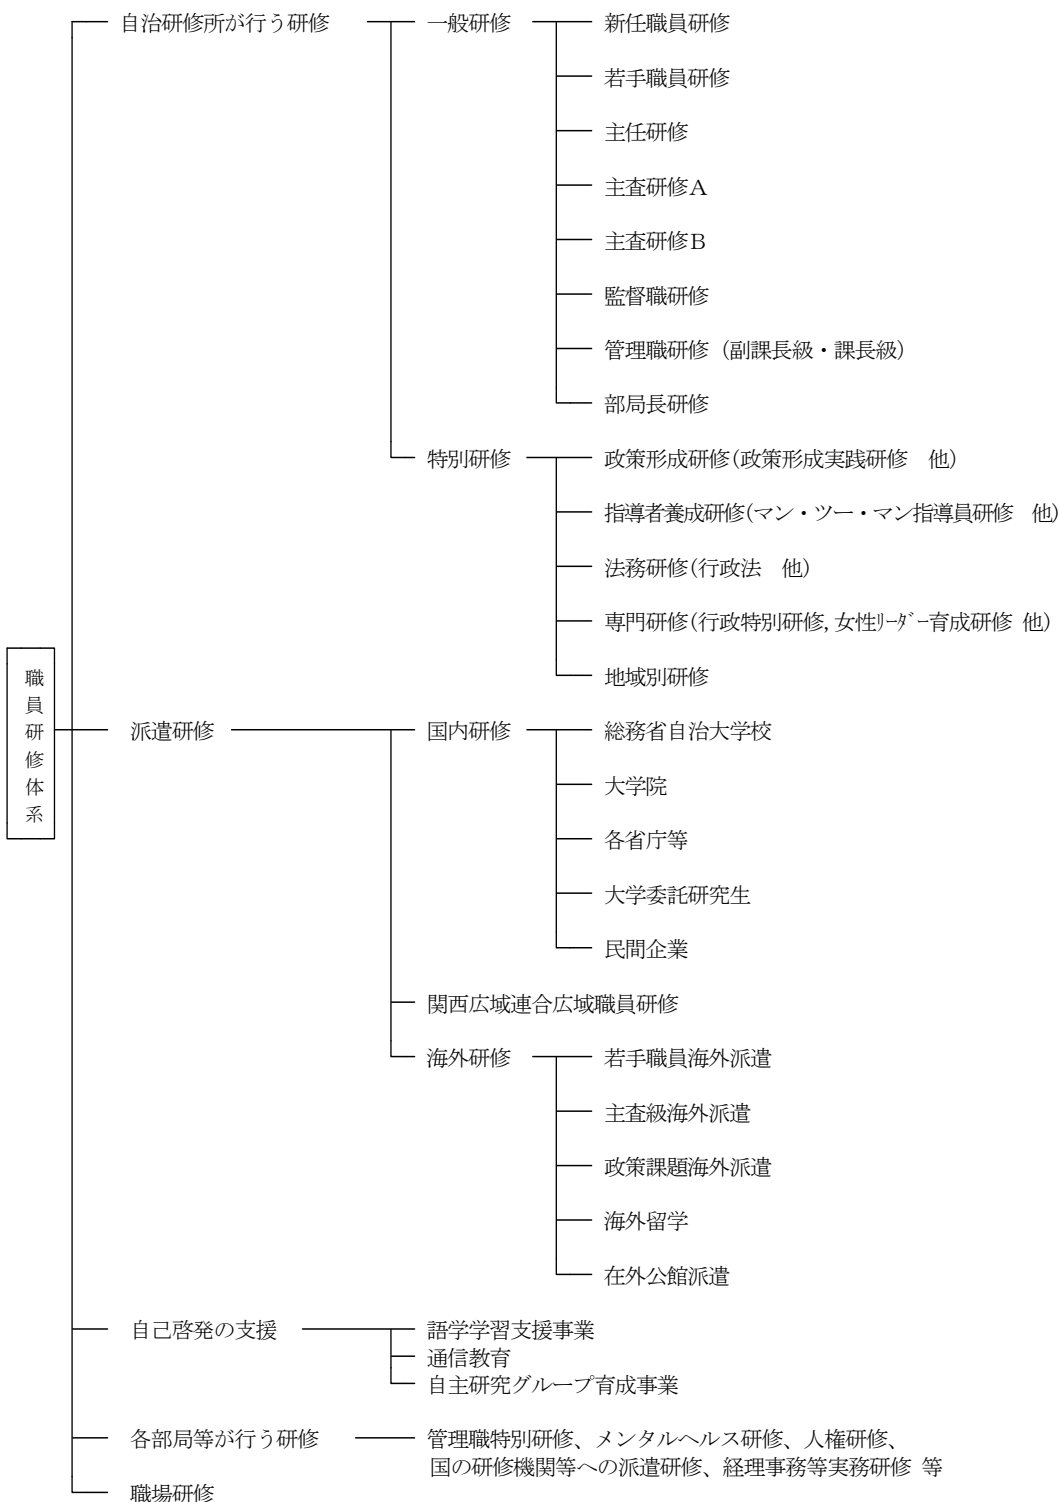 自治研修所が行う研修
一般研修
新任職員研修
若手職員研修
主任研修
主査研修A
主査研修B
監督職研修
管理職研修（副課長級・課長級）
部局長研修
特別研修
政策形成研修(政策形成実践研修　他)
指導者養成研修(マン・ツー・マン指導員研修　他)
法務研修(行政法　他)
専門研修(行政特別研修,女性ﾘｰﾀﾞｰ育成研修 他)
地域別研修
職員研修体系
派遣研修
国内研修
総務省自治大学校
大学院
各省庁等
大学委託研究生
民間企業
関西広域連合広域職員研修
海外研修
若手職員海外派遣
主査級海外派遣
政策課題海外派遣
海外留学
在外公館派遣
自己啓発の支援
語学学習支援事業
通信教育
自主研究グループ育成事業
各部局等が行う研修
管理職特別研修、メンタルヘルス研修、人権研修、
国の研修機関等への派遣研修、経理事務等実務研修 等
職場研修